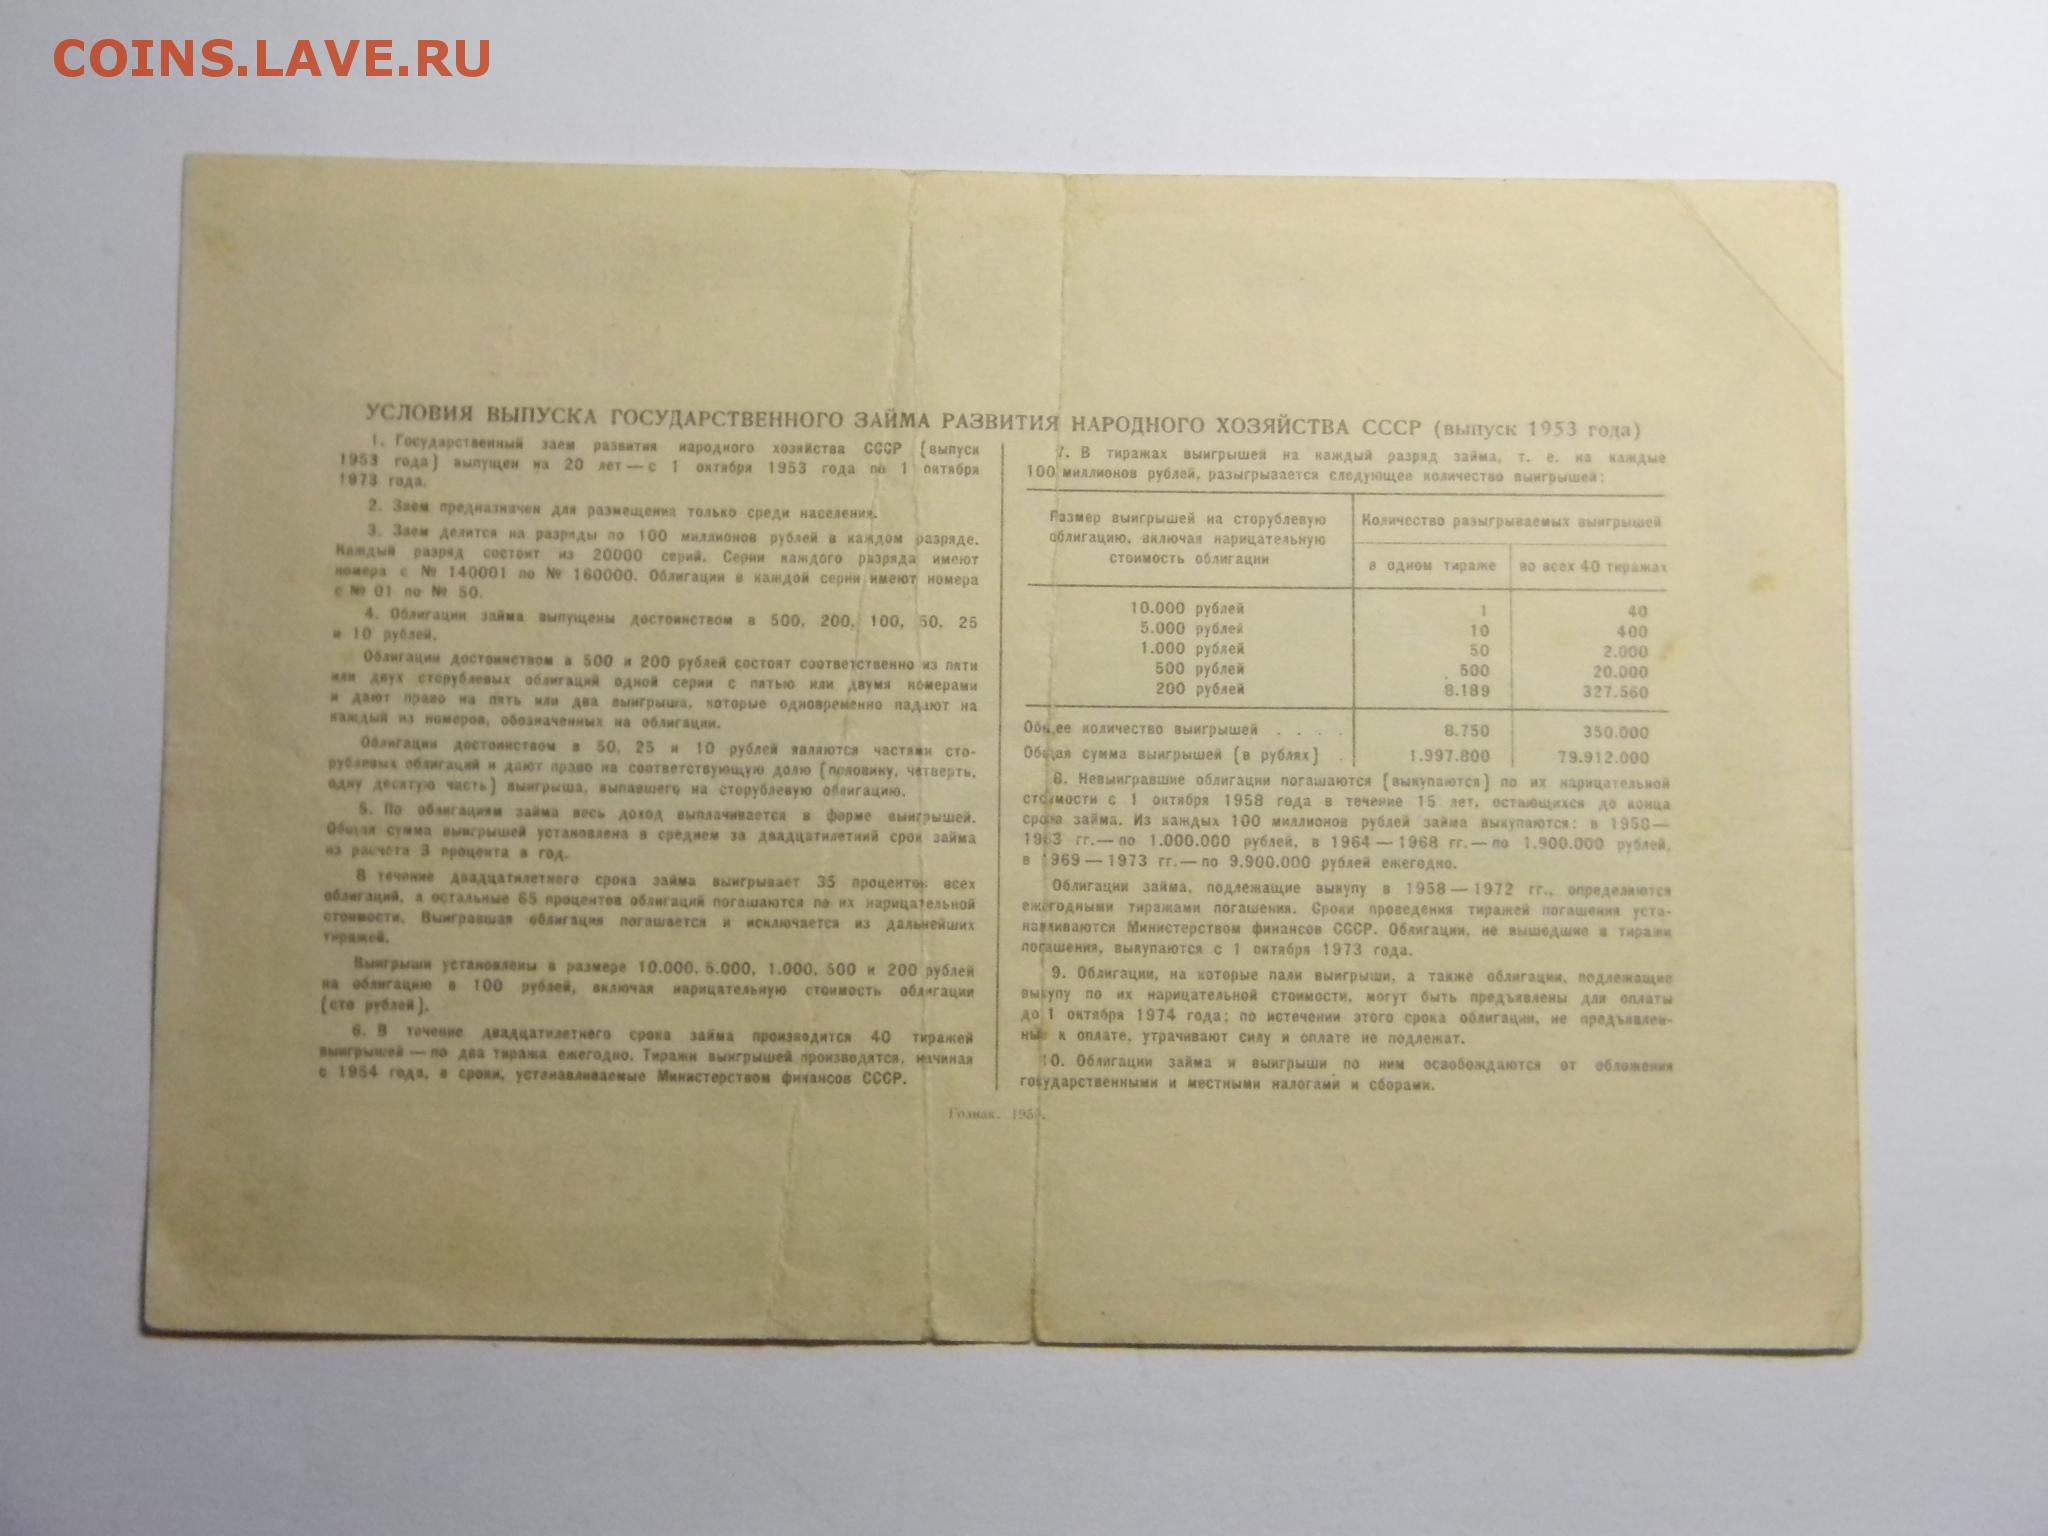 COINS.LAVE.RU
УСЛОВИЯ ВЫПУСКА ГОСУДАРСТВЕННОГО ЗАЙМА РАЗВИТИЯ НАРОДНОГО ХОЗЯЙСТВА СССР (выпуск 1953 года)
1. Государственный заем развития народного хозяйства СССР (выпуск
1953 года) выпущен на 20 лет — с 1 октября 1953 года по 1 октября
1973 года.
2. Заем предназначен для размещения только среди населения.
3. Заем делится на разряды по 100 миллионов рублей в каждом разряде.
Каждый разряд состоит из 20000 серий. Серии каждого разряда имеют
номера с № 140001 по № 160000. Облигации в каждой серии имеют номера
с № 01 по № 50.
4. Облигации займа выпущены достоинством в 500, 200, 100, 50, 25
и 10 рублей.
Облигации достоинством в 500 и 200 рублей состоят соответственно из пяти
или двух сторублевых облигаций одной серии с пятью или двумя номерами
и дают право на пять или два выигрыша, которые одновременно падают на
каждый из номеров, обозначенных на облигации.
Облигации достоинством в 50, 25 и 10 рублей являются частями сто-
рублевых облигаций и дают право на соответствующую долю (половину, четверть,
одну десятую часть) выигрыша, выпавшего на сторублевую облигацию.
5. По облигациям займа весь доход выплачивается в форме выигрышей.
Общая сумма выигрышей установлена в среднем за двадцатилетний срок займа
из расчета 3 процента в год.
В течение двадцатилетнего срока займа выигрывает 35 процентов всех
облигаций, а остальные 65 процентов облигаций погашаются по их нарицательной
стоимости. Выигравшая облигация погашается и исключается из дальнейших
тиражей.
Выигрыши установлены в размере 10.000, 5.000, 1.000, 500 и 200 рублей
на облигацию в 100 рублей, включая нарицательную стоимость облигации
(сто рублей).
6. В течение двадцатилетнего срока займа производится 40 тиражей
выигрышей — по два тиража ежегодно. Тиражи выигрышей производятся, начиная
с 1954 года, в сроки, устанавливаемые Министерством финансов СССР.
7. В тиражах выигрышей на каждый разряд займа, т. е. на каждые
100 миллионов рублей, разыгрывается следующее количество выигрышей:
Размер выигрышей на сторублевую
облигацию, включая нарицательную
стоимость облигации
Количество разыгрываемых выигрышей
в одном тираже во всех 40 тиражах
10.000 рублей 1 40
5.000 рублей 10 400
1.000 рублей 50 2.000
500 рублей 500 20.000
200 рублей 8.189 327.560
Общее количество выигрышей . . . . 8.750 350.000
Общая сумма выигрышей (в рублях) . 1.997.800 79.912.000
8. Невыигравшие облигации погашаются (выкупаются) по их нарицательной
стоимости с 1 октября 1958 года в течение 15 лет, остающихся до конца
срока займа. Из каждых 100 миллионов рублей займа выкупаются: в 1958—
1963 гг.—по 1.000.000 рублей, в 1964—1968 гг.—по 1.900.000 рублей,
в 1969—1973 гг.—по 9.900.000 рублей ежегодно.
Облигации займа, подлежащие выкупу в 1958—1972 гг., определяются
ежегодными тиражами погашения. Сроки проведения тиражей погашения уста-
навливаются Министерством финансов СССР. Облигации, не вышедшие в тиражи
погашения, выкупаются с 1 октября 1973 года.
9. Облигации, на которые пали выигрыши, а также облигации, подлежащие
выкупу по их нарицательной стоимости, могут быть предъявлены для оплаты
до 1 октября 1974 года; по истечении этого срока облигации, не предъявлен-
ные к оплате, утрачивают силу и оплате не подлежат.
10. Облигации займа и выигрыши по ним освобождаются от обложения
государственными и местными налогами и сборами.
Гознак. 1953.